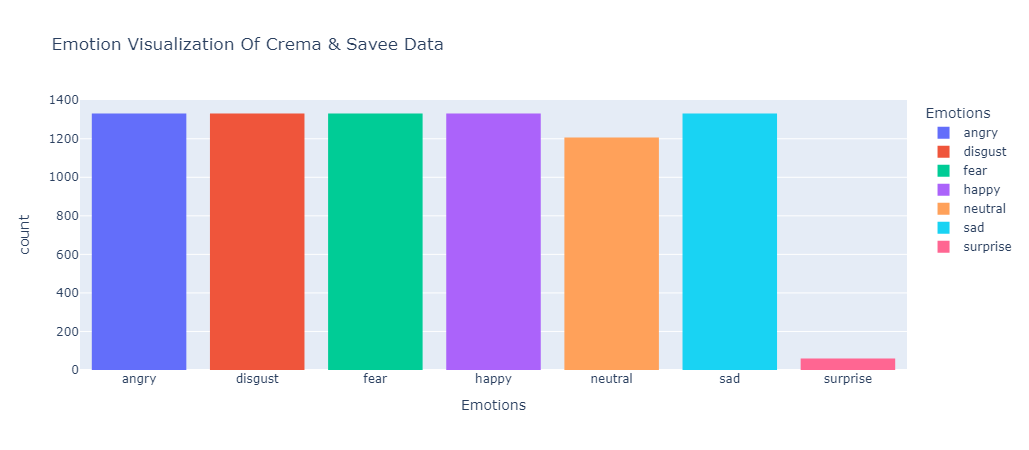 Emotion Visualization Of Crema & Savee Data
1400
1200
1000
800
600
400
200
0
count
angry
disgust
fear
happy
neutral
sad
surprise
Emotions
Emotions
angry
disgust
fear
happy
neutral
sad
surprise